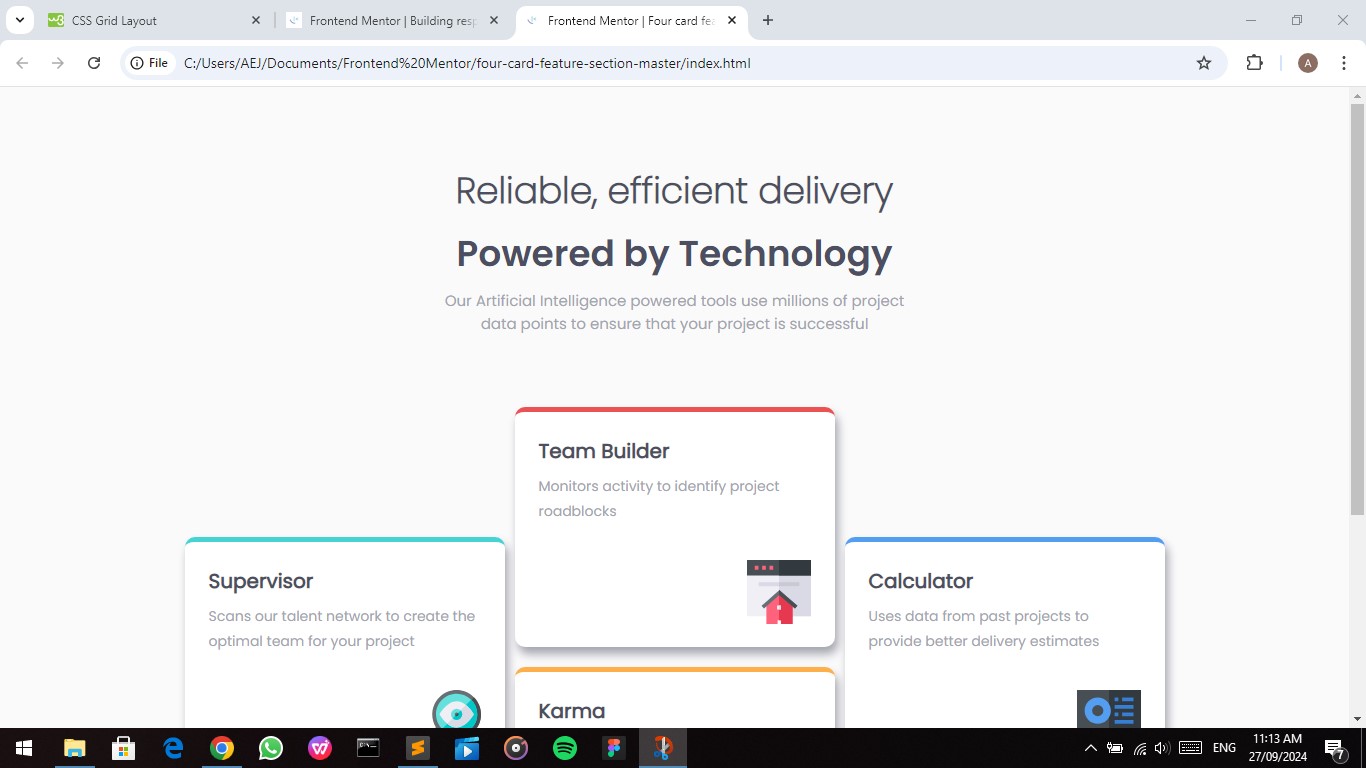 CSS Grid Layout
Frontend Mentor | Building resp
Frontend Mentor | Four card fea
File
C:/Users/AEJ/Documents/Frontend%20Mentor/four-card-feature-section-master/index.html
A
Reliable, efficient delivery
Powered by Technology
Our Artificial Intelligence powered tools use millions of project
data points to ensure that your project is successful
Team Builder
Monitors activity to identify project
roadblocks
Supervisor
Scans our talent network to create the
optimal team for your project
Calculator
Uses data from past projects to
provide better delivery estimates
Karma
ENG
11:13 AM
27/09/2024
7